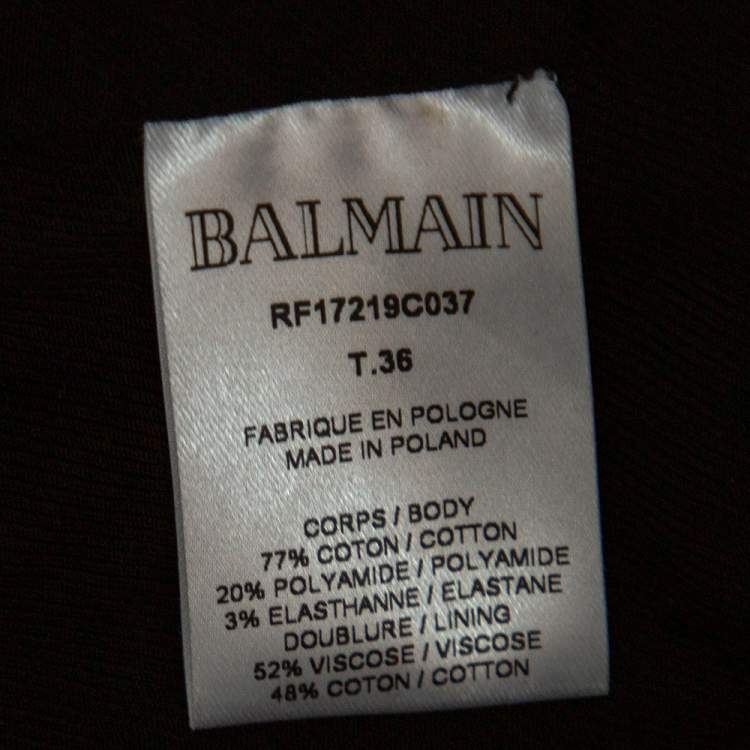 BALMAIN
RF17219C037
T.36
FABRIQUE EN POLOGNE
MADE IN POLAND
CORPS / BODY
77% COTON / COTTON
20% POLYAMIDE / POLYAMIDE
3% ELASTHANNE / ELASTANE
DOUBLURE / LINING
52% VISCOSE / VISCOSE
48% COTON / COTTON